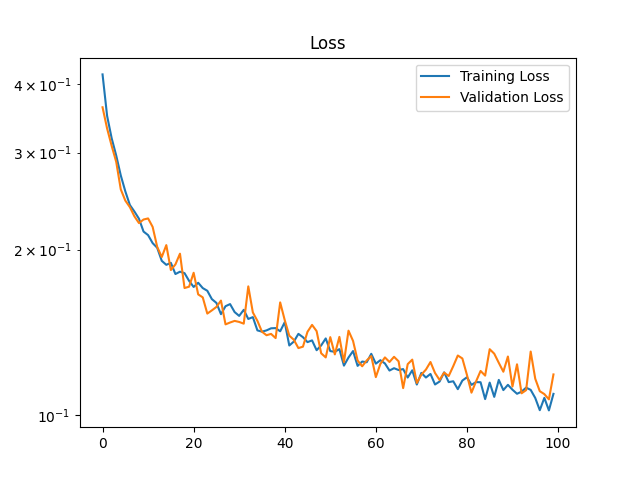 Loss
Training Loss
Validation Loss
4 × 10⁻¹
3 × 10⁻¹
2 × 10⁻¹
10⁻¹
0 20 40 60 80 100